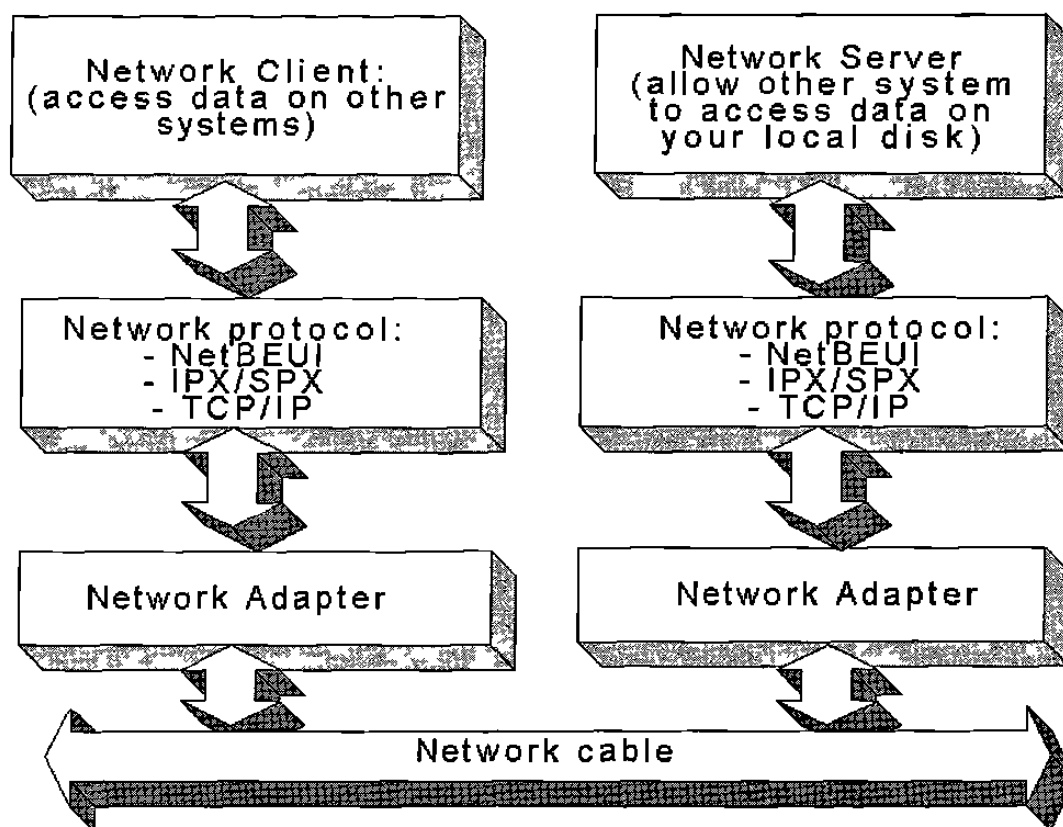 Network Client:
(access data on other
systems)
Network Server
(allow other system
to access data on
your local disk)
Network protocol:
- NetBEUI
- IPX/SPX
- TCP/IP
Network protocol:
- NetBEUI
- IPX/SPX
- TCP/IP
Network Adapter
Network Adapter
Network cable